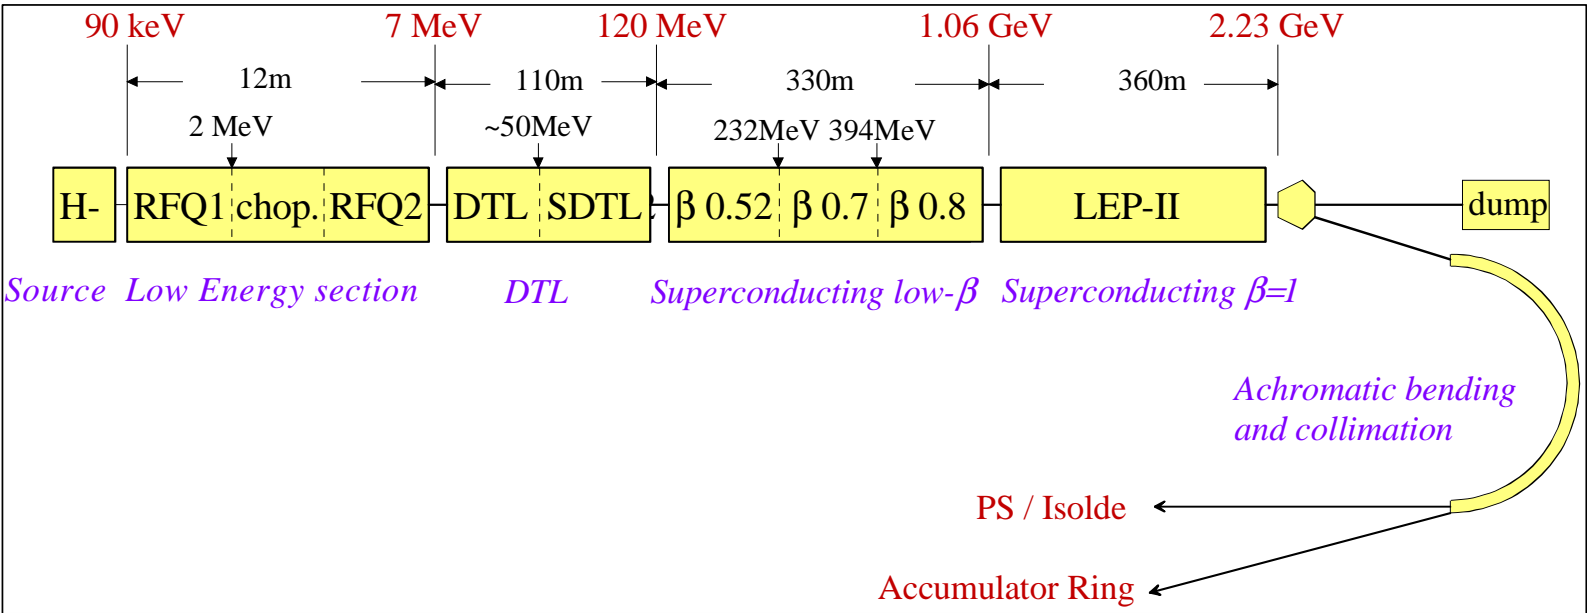 90 keV 7 MeV 120 MeV 1.06 GeV 2.23 GeV
12m 110m 330m 360m
2 MeV ~50MeV 232MeV 394MeV
H- RFQ1 chop. RFQ2 DTL SDTL β 0.52 β 0.7 β 0.8 LEP-II dump
Source Low Energy section DTL Superconducting low-β Superconducting β=1
Achromatic bending
and collimation
PS / Isolde
Accumulator Ring